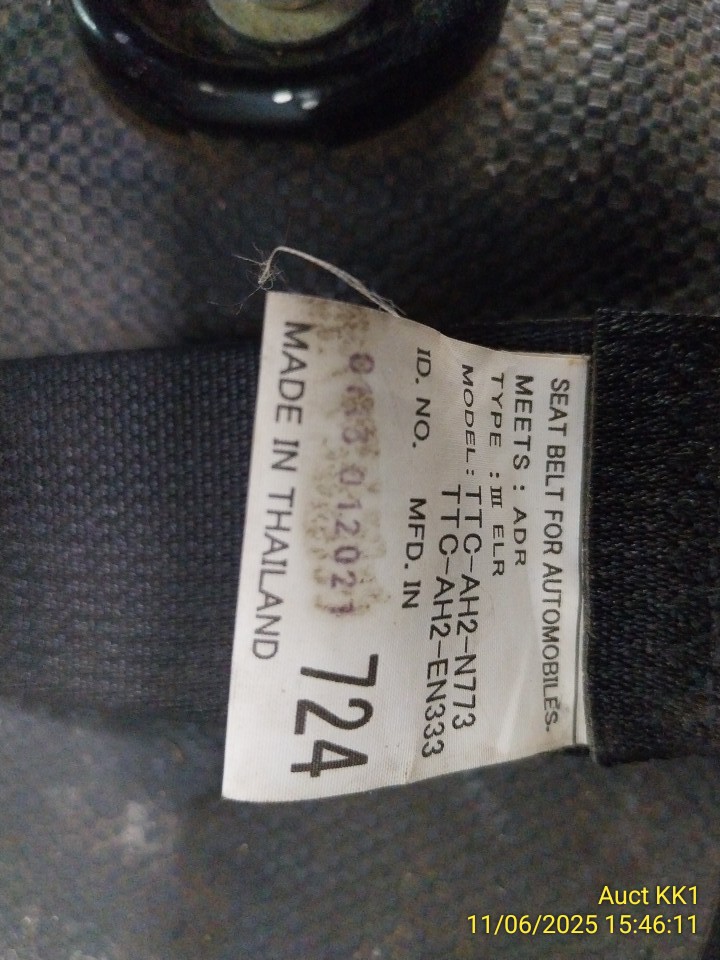 SEAT BELT FOR AUTOMOBILES.
MEETS : ADR
TYPE : III ELR
MODEL : TTC-AH2-N773
TTC-AH2-EN333
ID. NO. MFD. IN
012021
MADE IN THAILAND
724
Auct KK1
11/06/2025 15:46:11